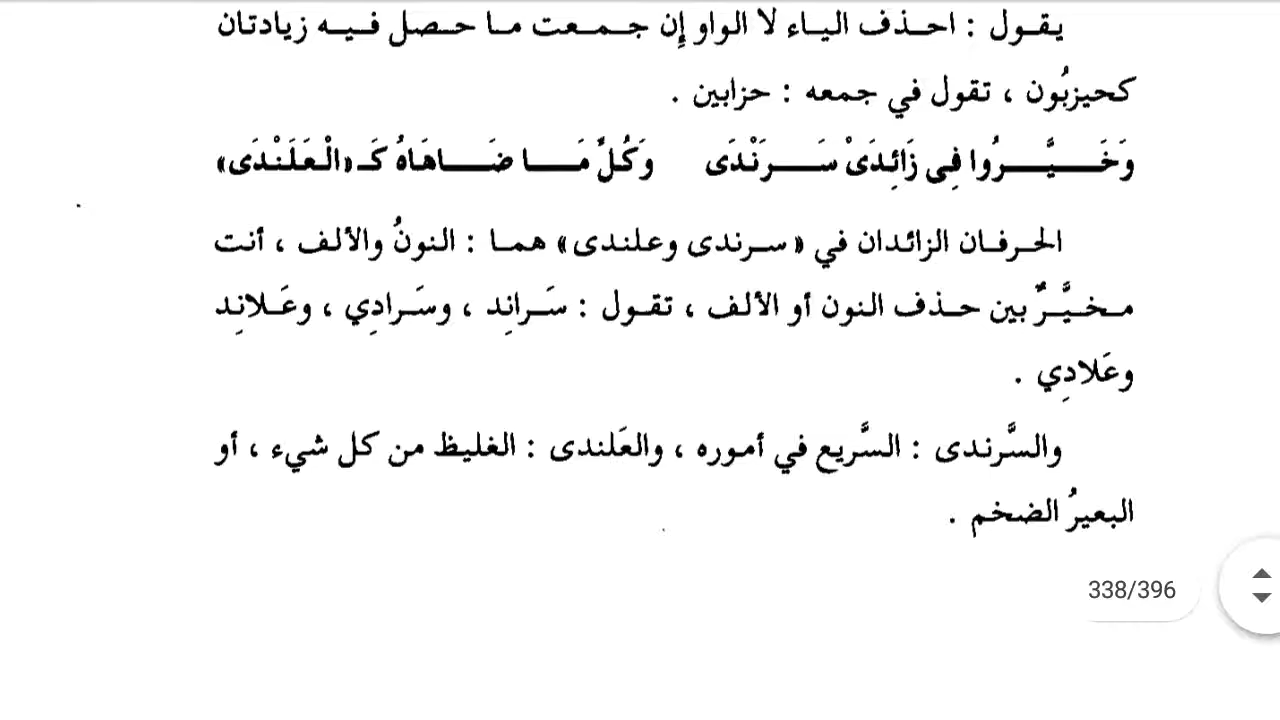 يقول : احذف الياء لا الواو إِن جمعت ما حصل فيه زيادتان
كحيزبُون ، تقول في جمعه : حزابين .
وَخَيَّرُوا فِى زَائِدَىْ سَرَنْدَى وَكُلِّ مَا ضَاهَاهُ كَـ «الْعَلَنْدَى»
الحرفان الزائدان في « سرندى وعلندى» هما : النونُ والألف ، أنت
مخيَّرٌ بين حذف النون أو الألف ، تقول : سَرانِد ، وسَرادِي ، وعَلانِد
وعَلادِي .
والسَّرندى : السَّريع في أموره ، والعَلندى : الغليظ من كل شيء ، أو
البعيرُ الضخم .
338/396